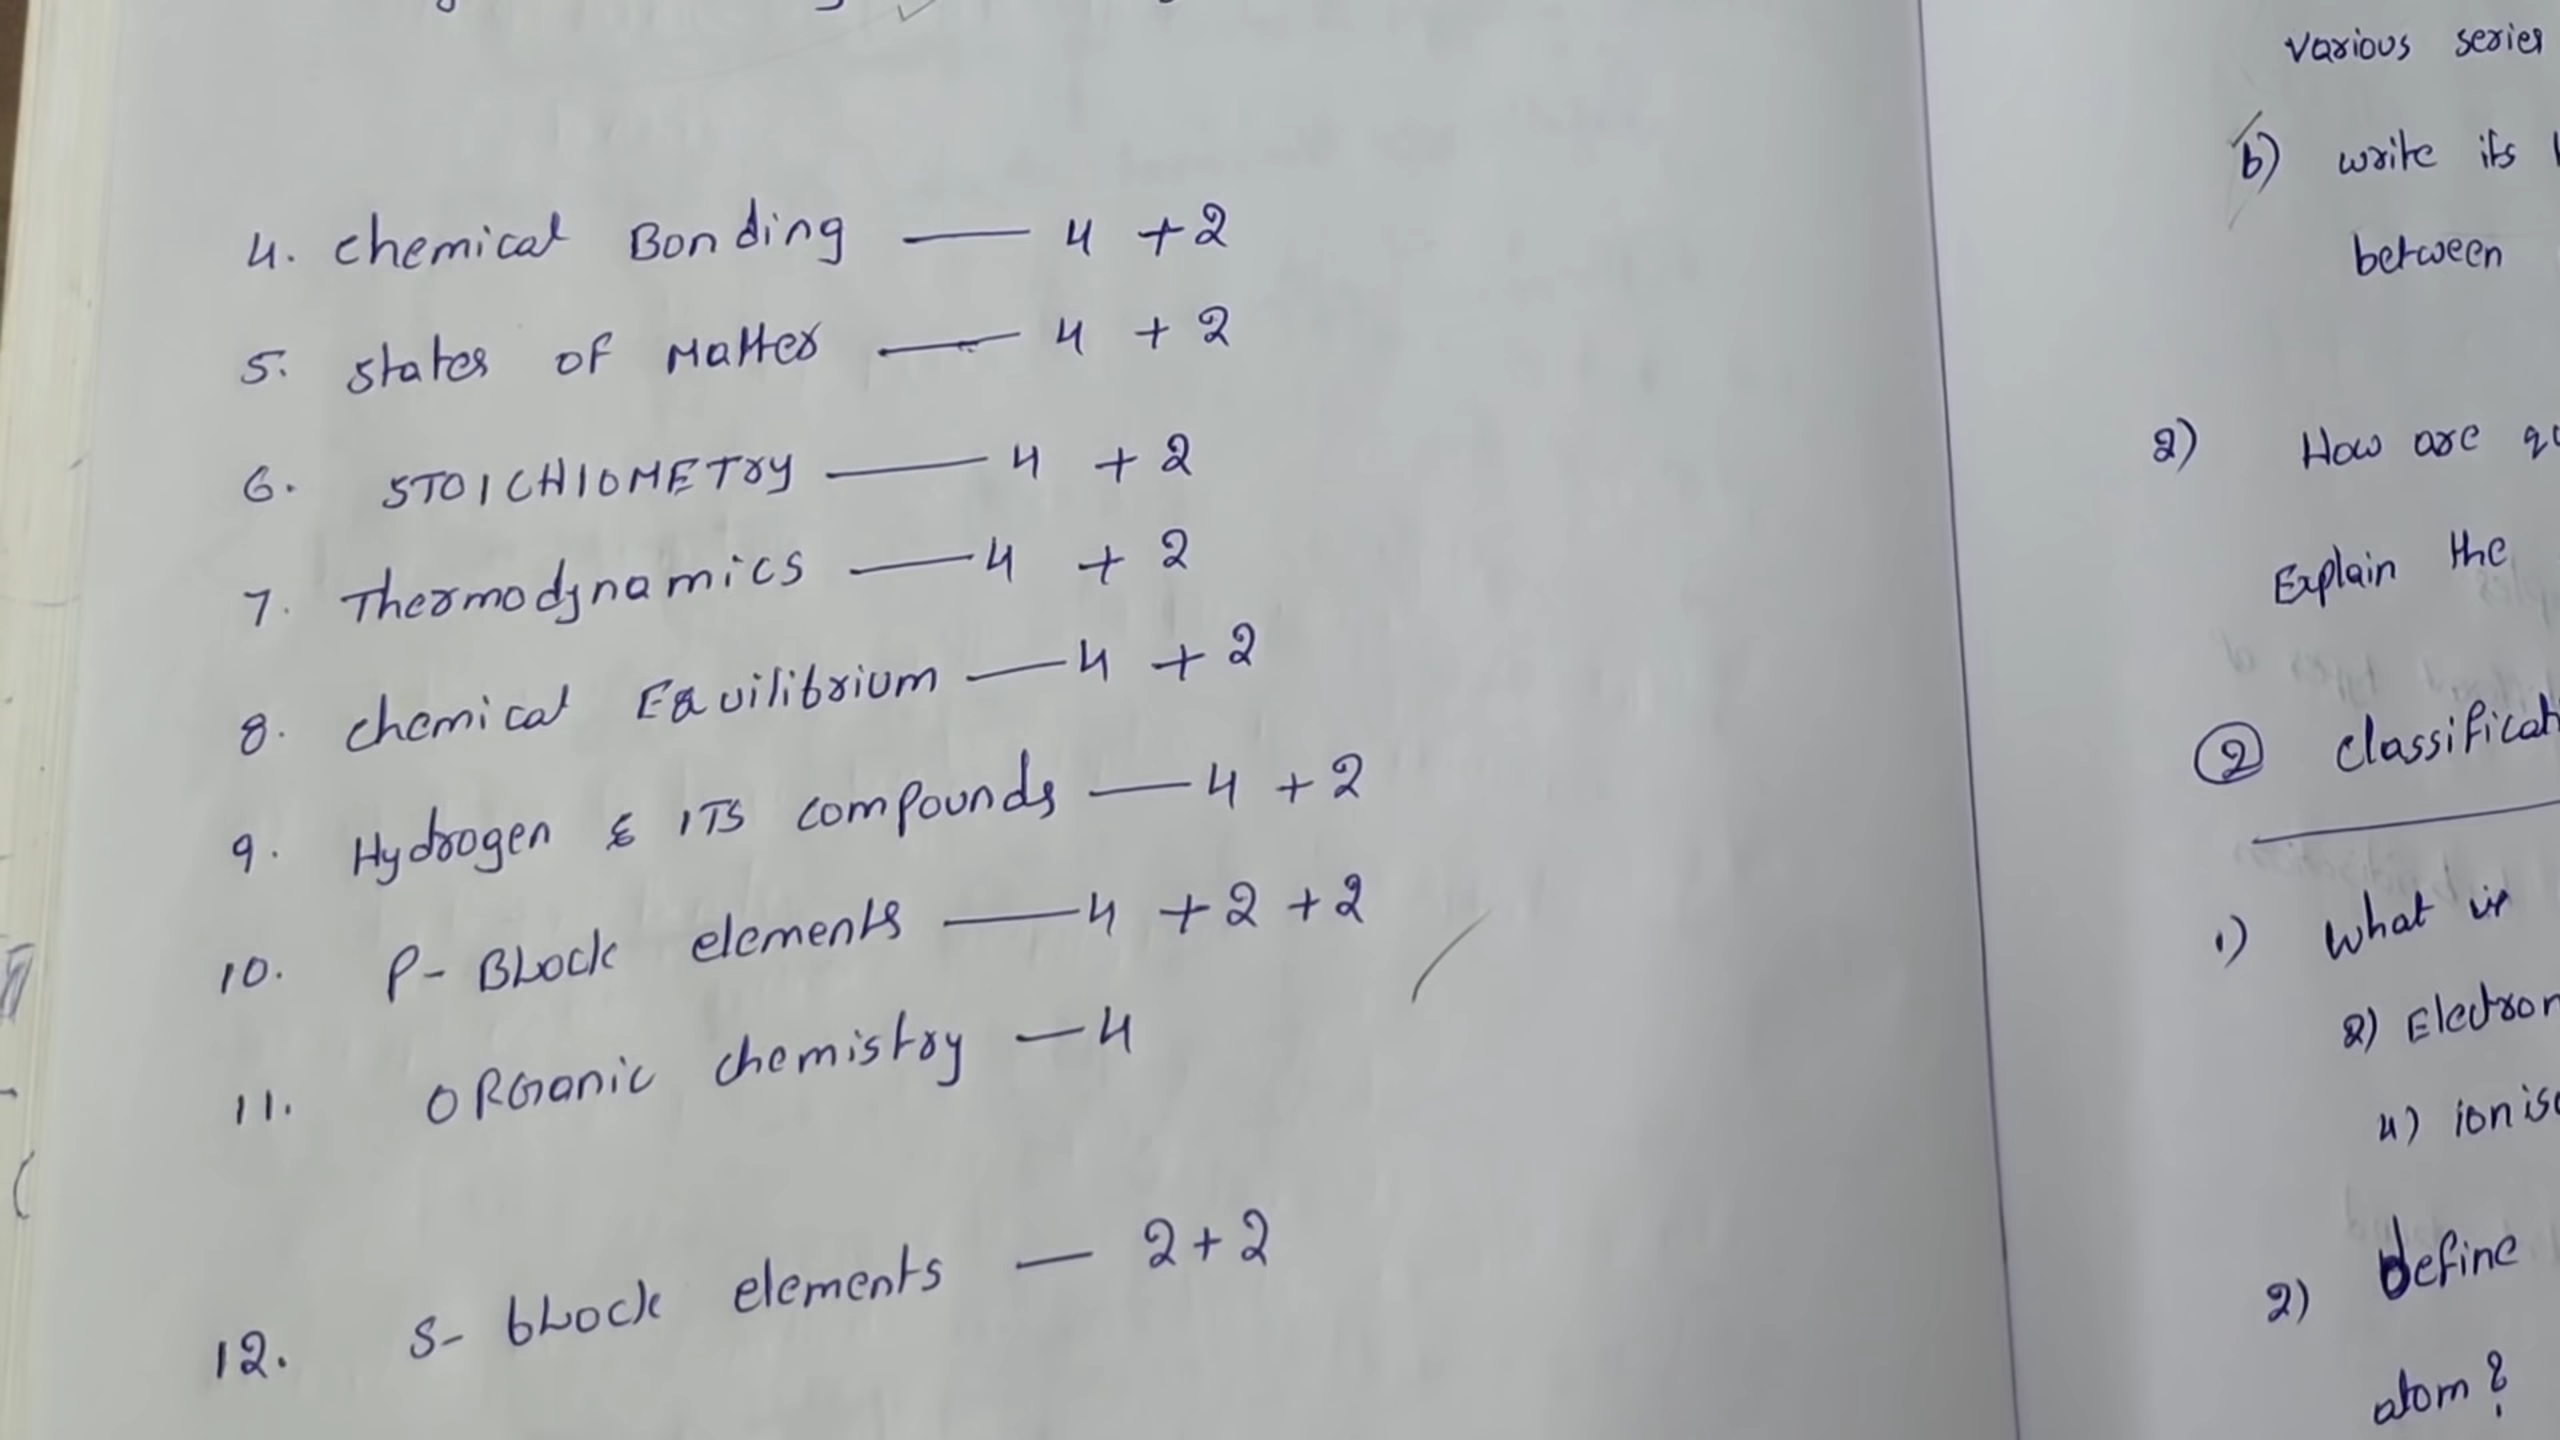 4. Chemical Bonding — 4 + 2
5. States of Matter — 4 + 2
6. STOICHIOMETry — 4 + 2
7. Thermodynamics — 4 + 2
8. chemical EQuilibrium — 4 + 2
9. Hydrogen & ITS compounds — 4 + 2
10. P- BLock elements — 4 + 2 + 2
11. ORGanic chemistry — 4
12. S- bLock elements — 2 + 2
Various series
b) write its
between
2) How are
Explain the
② classificat
1) What is
2) Electron
4) ionis
2) Define
atom?